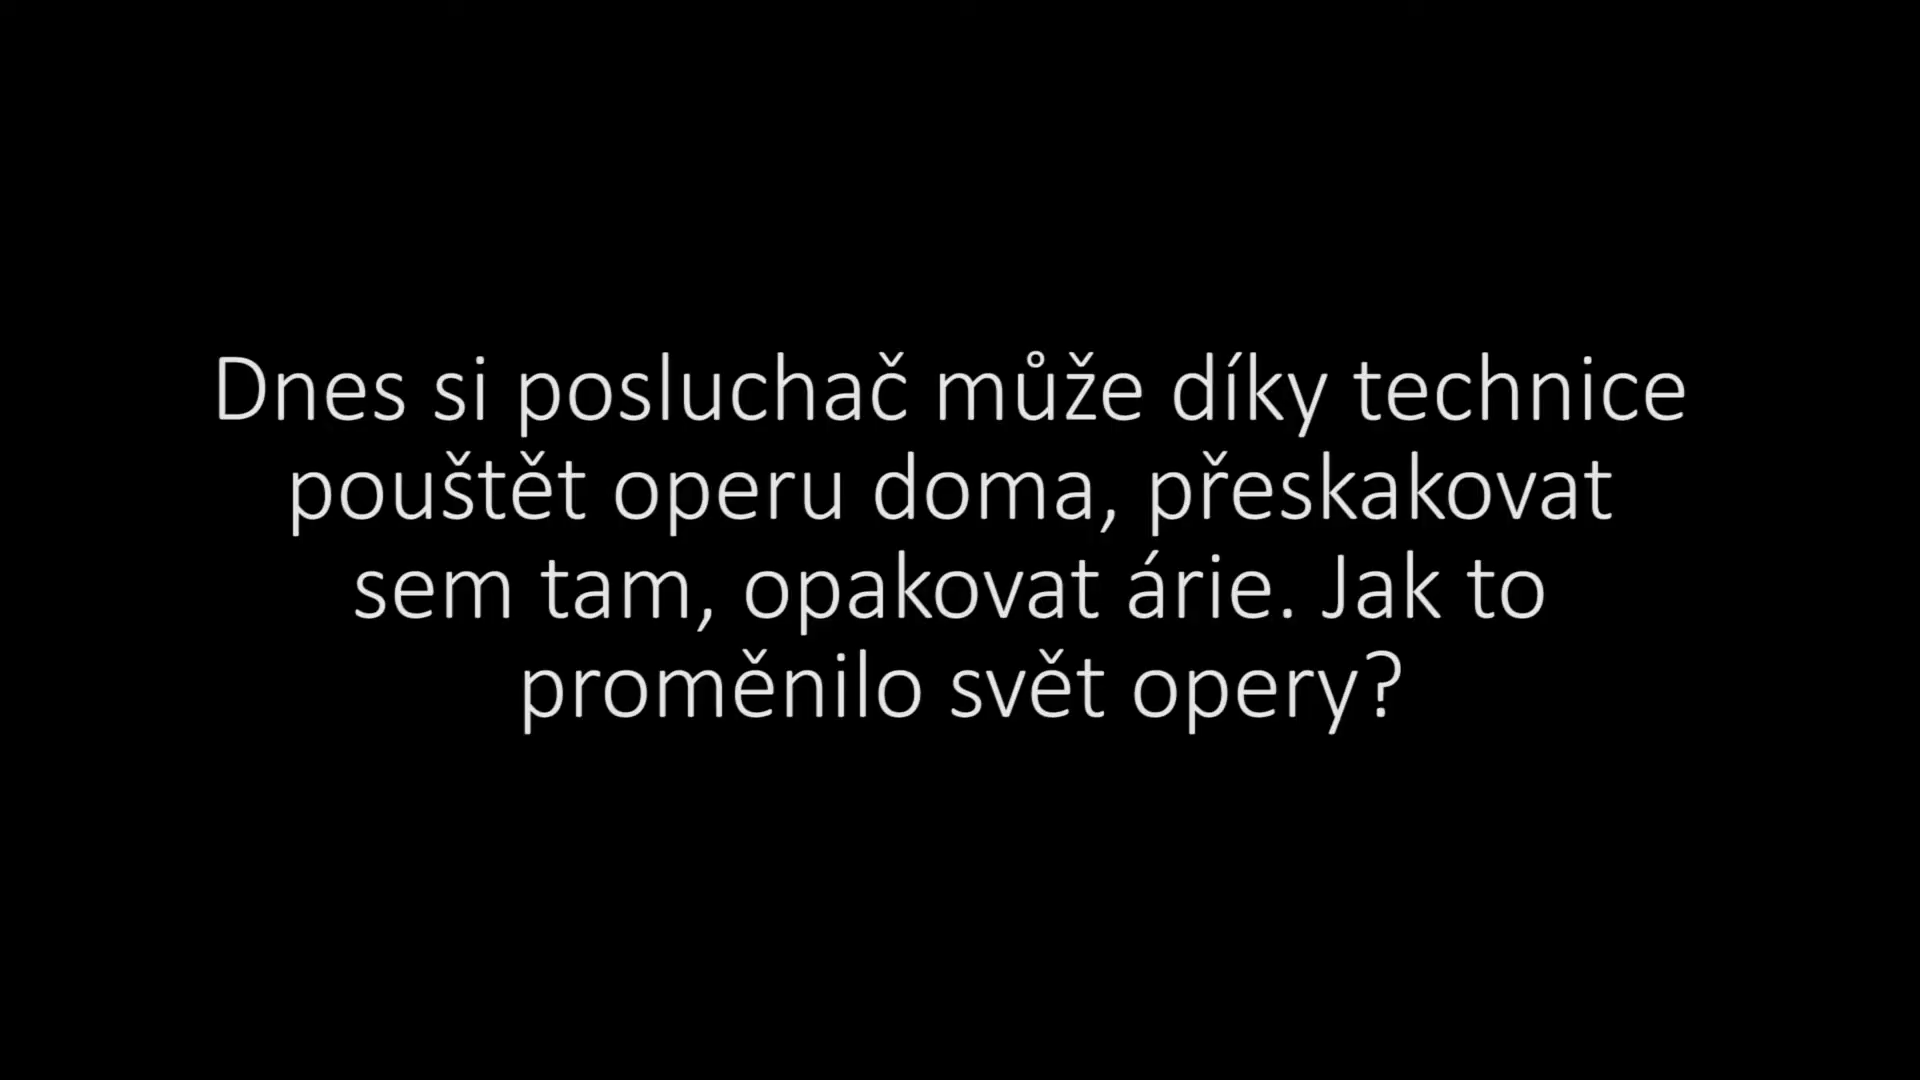 Dnes si posluchač může díky technice
pouštět operu doma, přeskakovat
sem tam, opakovat árie. Jak to
proměnilo svět opery?